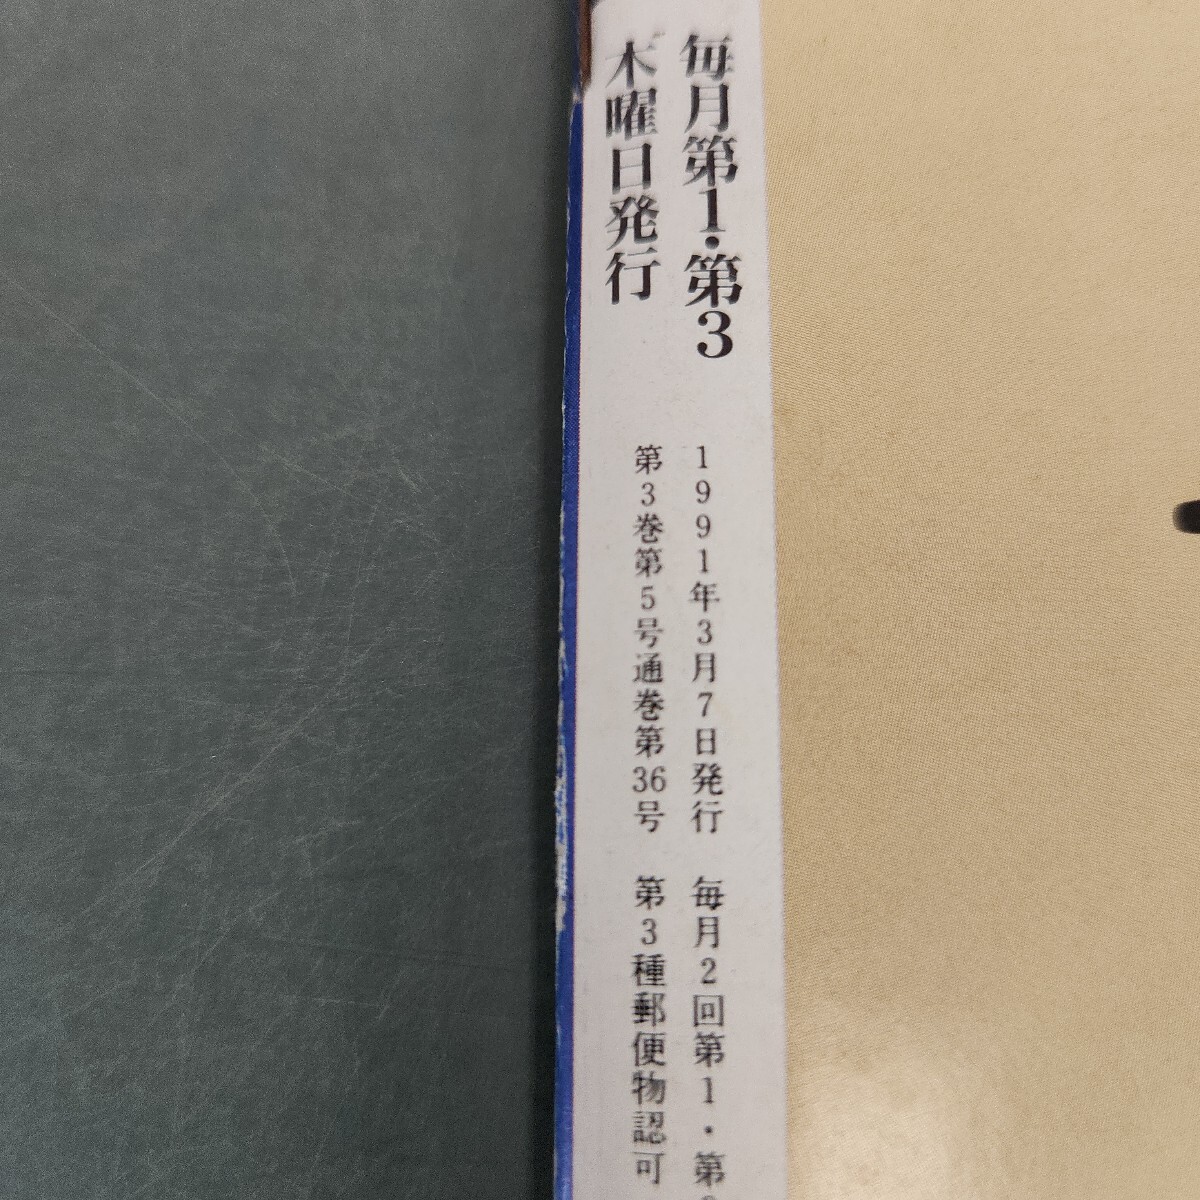 毎月第1・第3
木曜日発行
1991年3月7日発行 毎月2回第1・第
第3巻第5号通巻第36号 第3種郵便物認可